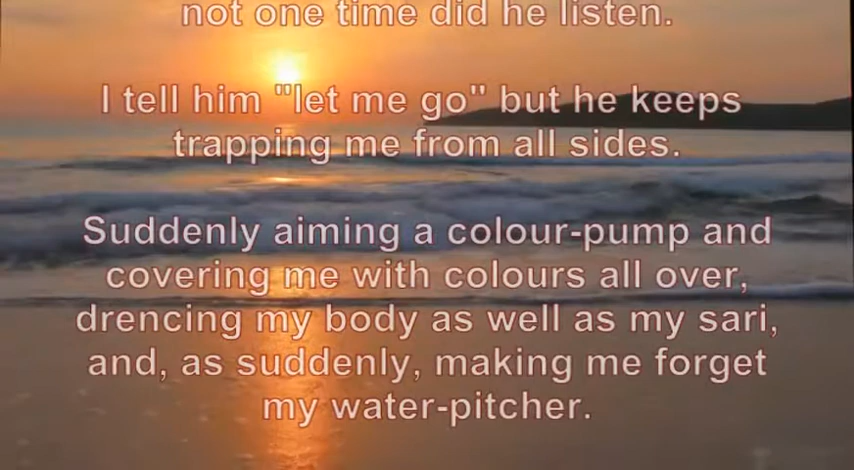 not one time did he listen.
I tell him "let me go" but he keeps
trapping me from all sides.
Suddenly aiming a colour-pump and
covering me with colours all over,
drenching my body as well as my sari,
and, as suddenly, making me forget
my water-pitcher.